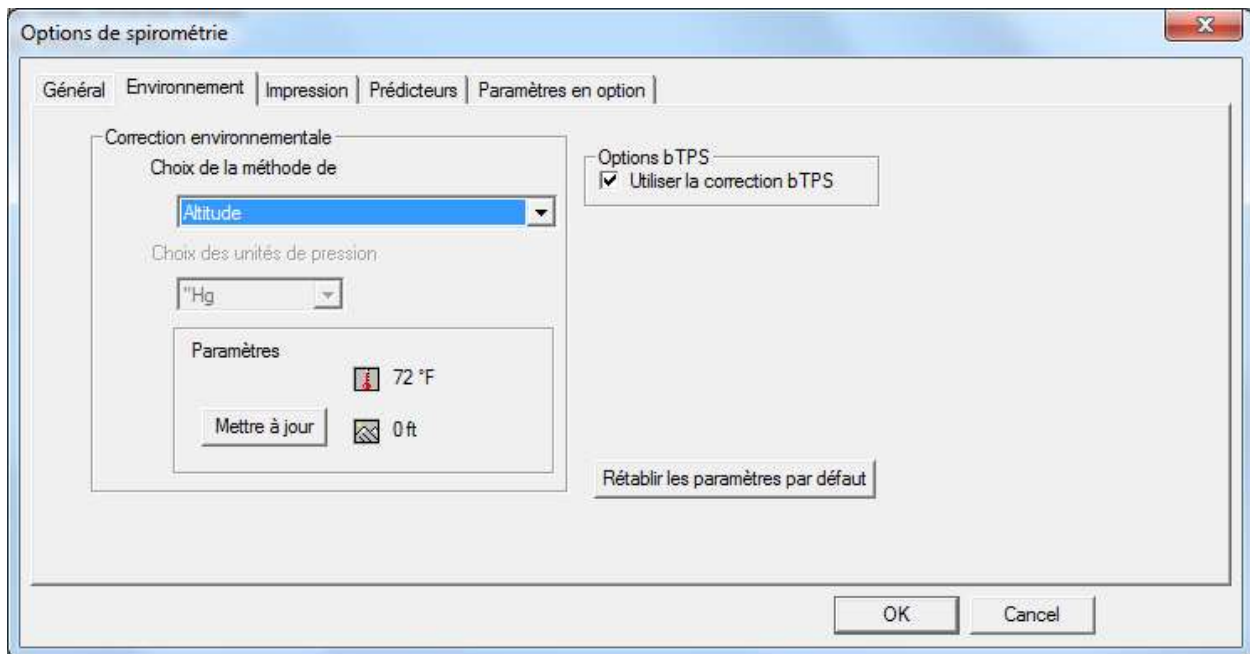 Options de spirométrie
Général
Environnement
Impression
Prédicteurs
Paramètres en option
Correction environnementale
Choix de la méthode de
Altitude
Choix des unités de pression
"Hg
Paramètres
72 °F
Mettre à jour
0 ft
Options bTPS
Utiliser la correction bTPS
Rétablir les paramètres par défaut
OK
Cancel